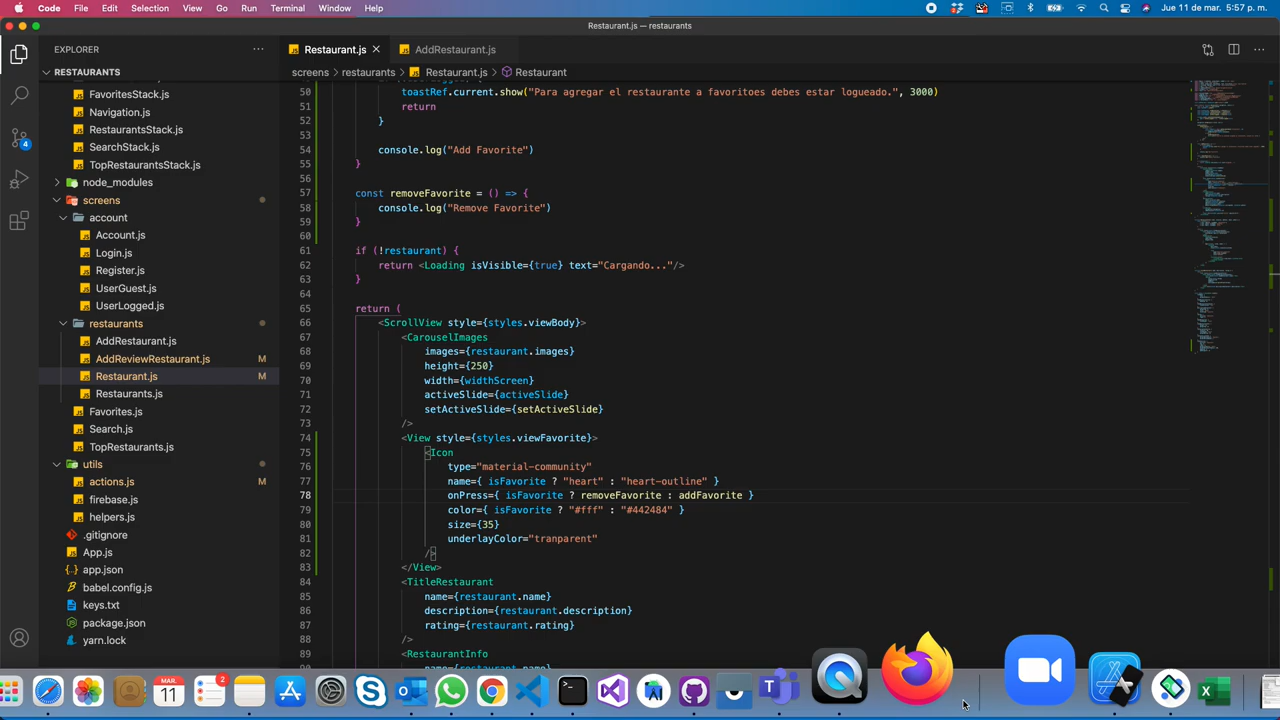 Code File Edit Selection View Go Run Terminal Window Help
Jue 11 de mar. 5:57 p.m.
Restaurant.js — restaurants
EXPLORER
Restaurant.js
AddRestaurant.js
RESTAURANTS
screens > restaurants > Restaurant.js > Restaurant
FavoritesStack.js
Navigation.js
RestaurantsStack.js
SearchStack.js
TopRestaurantsStack.js
node_modules
screens
account
Account.js
Login.js
Register.js
UserGuest.js
UserLogged.js
restaurants
AddRestaurant.js
AddReviewRestaurant.js M
Restaurant.js M
Restaurants.js
Favorites.js
Search.js
TopRestaurants.js
utils
actions.js
firebase.js
helpers.js
.gitignore
App.js
app.json
babel.config.js
keys.txt
package.json
yarn.lock
4
50 toastRef.current.show("Para agregar el restaurante a favoritoes debes estar logueado.", 3000)
51 return
52 }
53
54 console.log("Add Favorite")
55 }
56
57 const removeFavorite = () => {
58 console.log("Remove Favorite")
59 }
60
61 if (!restaurant) {
62 return <Loading isVisible={true} text="Cargando..."/>
63 }
64
65 return (
66 <ScrollView style={styles.viewBody}>
67 <CarouselImages
68 images={restaurant.images}
69 height={250}
70 width={widthScreen}
71 activeSlide={activeSlide}
72 setActiveSlide={setActiveSlide}
73 />
74 <View style={styles.viewFavorite}>
75 <Icon
76 type="material-community"
77 name={ isFavorite ? "heart" : "heart-outline" }
78 onPress={ isFavorite ? removeFavorite : addFavorite }
79 color={ isFavorite ? "#fff" : "#442484" }
80 size={35}
81 underlayColor="tranparent"
82 />
83 </View>
84 <TitleRestaurant
85 name={restaurant.name}
86 description={restaurant.description}
87 rating={restaurant.rating}
88 />
89 <RestaurantInfo
90 name={restaurant.name}
MAR.
11
2